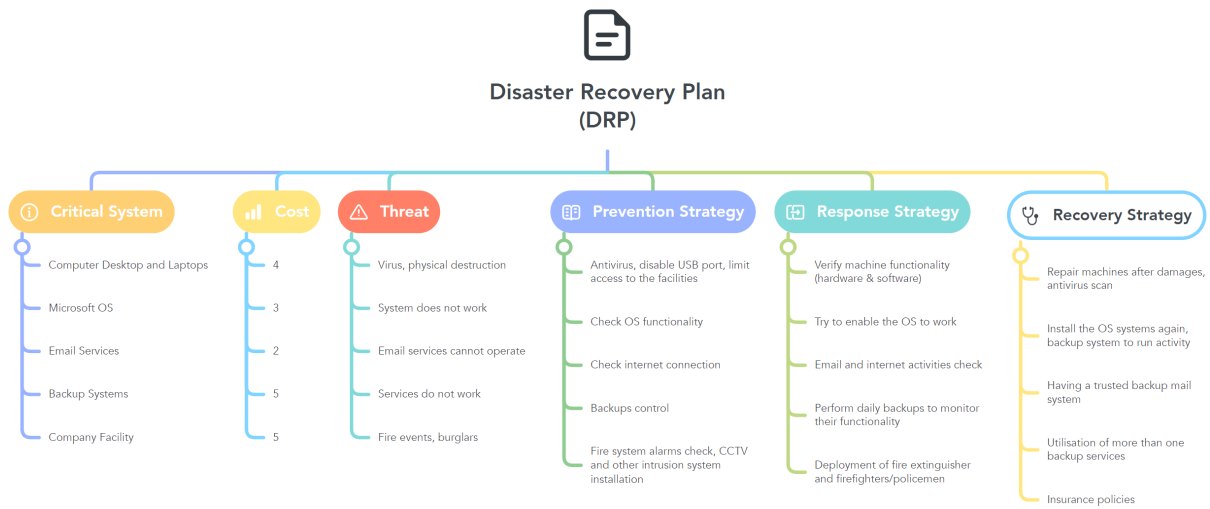 Disaster Recovery Plan
(DRP)
Critical System
Computer Desktop and Laptops
Microsoft OS
Email Services
Backup Systems
Company Facility
Cost
4
3
2
5
5
Threat
Virus, physical destruction
System does not work
Email services cannot operate
Services do not work
Fire events, burglars
Prevention Strategy
Antivirus, disable USB port, limit
access to the facilities
Check OS functionality
Check internet connection
Backups control
Fire system alarms check, CCTV
and other intrusion system
installation
Response Strategy
Verify machine functionality
(hardware & software)
Try to enable the OS to work
Email and internet activities check
Perform daily backups to monitor
their functionality
Deployment of fire extinguisher
and firefighters/policemen
Recovery Strategy
Repair machines after damages,
antivirus scan
Install the OS systems again,
backup system to run activity
Having a trusted backup mail
system
Utilisation of more than one
backup services
Insurance policies